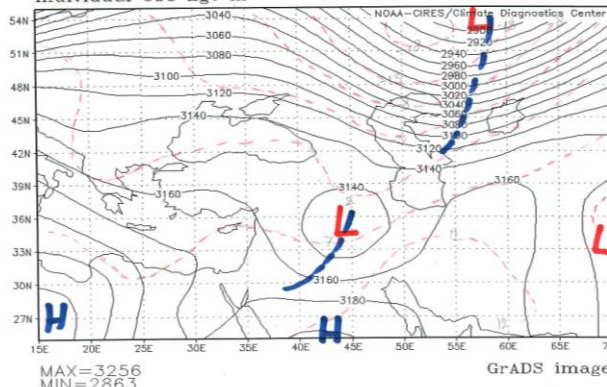 NOAA-CIRES/Climate Diagnostics Center
54N
51N
48N
45N
42N
39N
36N
33N
30N
27N
3040
3060
3080
3100
3120
3140
3160
2900
2920
2940
2960
2980
3000
3020
3040
3060
3080
3100
3120
3140
3160
3140
3160
3180
L
L
L
H
H
15E 20E 25E 30E 35E 40E 45E 50E 55E 60E 65E
MAX=3256
MIN=2863
GrADS image